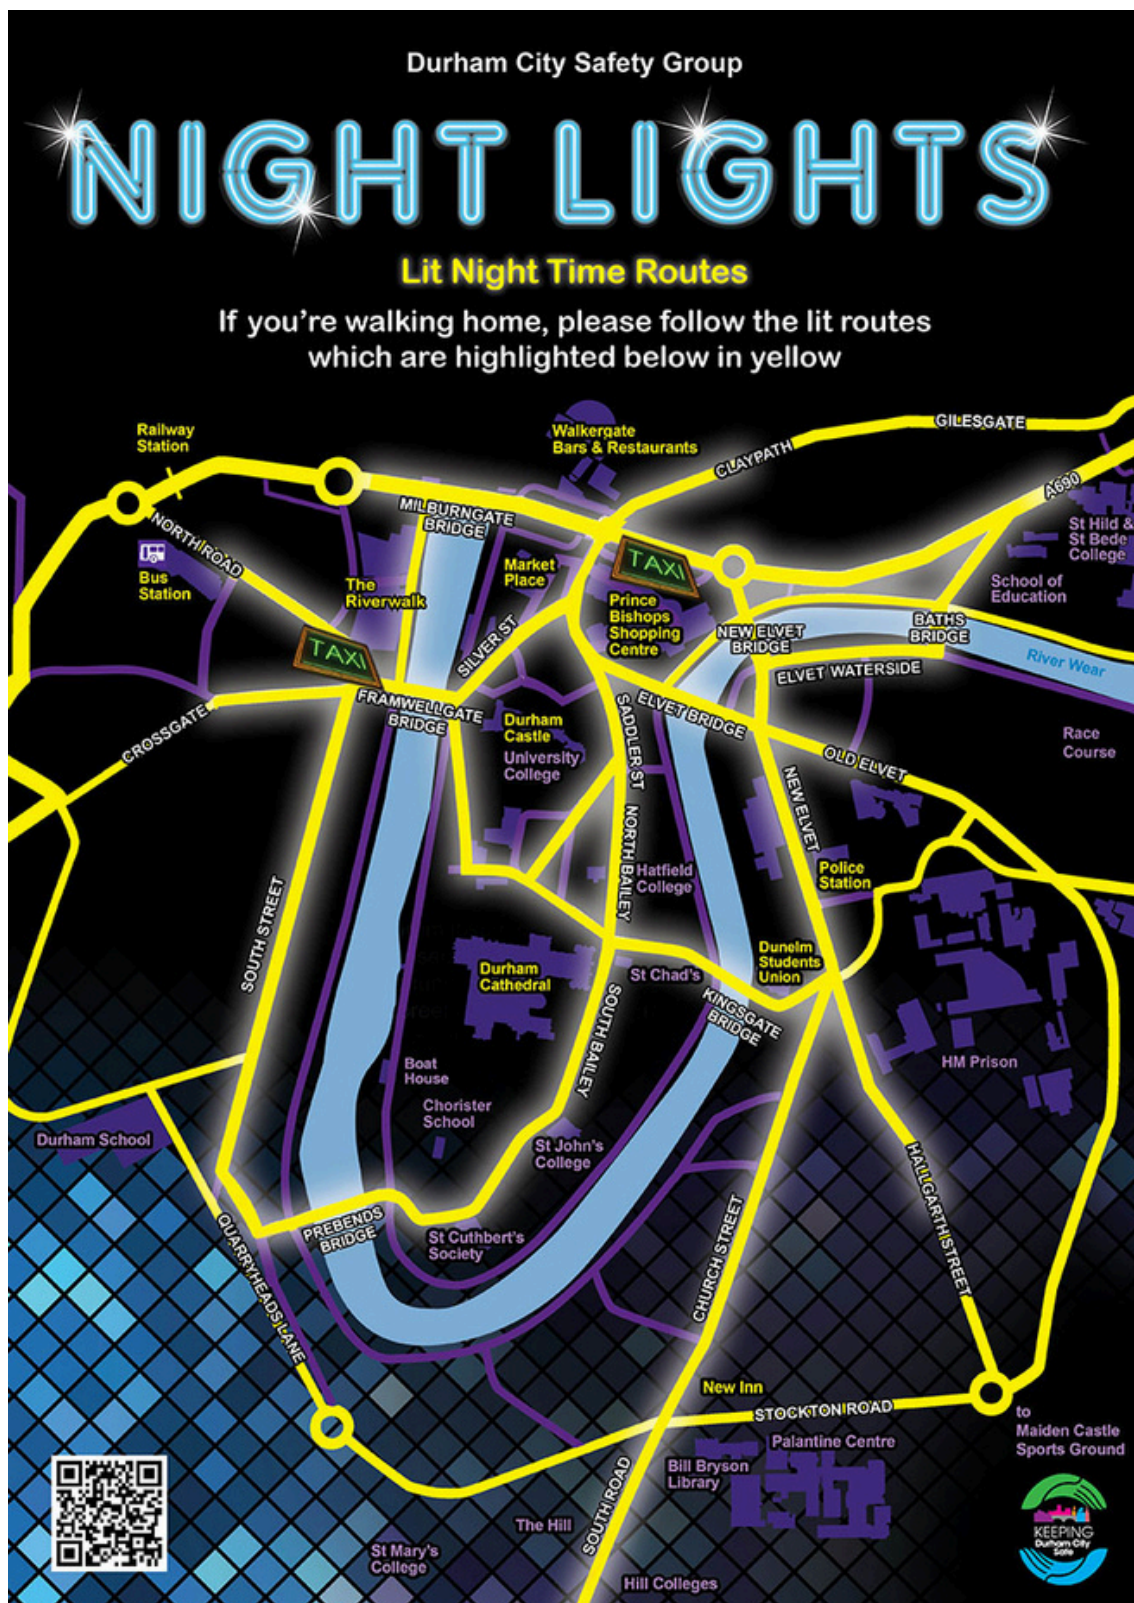 Durham City Safety Group
NIGHT LIGHTS
Lit Night Time Routes
If you're walking home, please follow the lit routes
which are highlighted below in yellow
Railway
Station
Walkergate
Bars & Restaurants
CLAYPATH
GILESGATE
A690
MILBURNGATE
BRIDGE
NORTH ROAD
Bus
Station
The
Riverwalk
Market
Place
TAXI
Prince
Bishops
Shopping
Centre
St Hild &
St Bede
College
School of
Education
NEW ELVET
BRIDGE
BATHS
BRIDGE
River Wear
TAXI
SILVER ST
ELVET WATERSIDE
CROSSGATE
FRAMWELLGATE
BRIDGE
Durham
Castle
University
College
SADDLER ST
ELVET BRIDGE
OLD ELVET
Race
Course
NEW ELVET
NORTH BAILEY
Hatfield
College
Police
Station
SOUTH STREET
Durham
Cathedral
St Chad's
Dunelm
Students
Union
KINGSGATE
BRIDGE
SOUTH BAILEY
HM Prison
Boat
House
Chorister
School
St John's
College
Durham School
HALLGARTH STREET
QUARRYHEADS LANE
PREBENDS
BRIDGE
St Cuthbert's
Society
CHURCH STREET
New Inn
STOCKTON ROAD
to
Maiden Castle
Sports Ground
Palantine Centre
Bill Bryson
Library
SOUTH ROAD
The Hill
St Mary's
College
Hill Colleges
KEEPING
Durham City
Safe